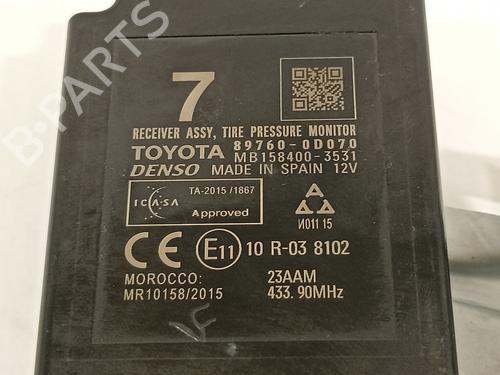 B-PARTS
7
RECEIVER ASSY, TIRE PRESSURE MONITOR
TOYOTA 89760-0D070
MB158400-3531
DENSO MADE IN SPAIN 12V
TA-2015/1867
ICASA
Approved
И011 15
CE E11 10 R-03 8102
MOROCCO: 23AAM
MR10158/2015 433.90MHz
B-PARTS